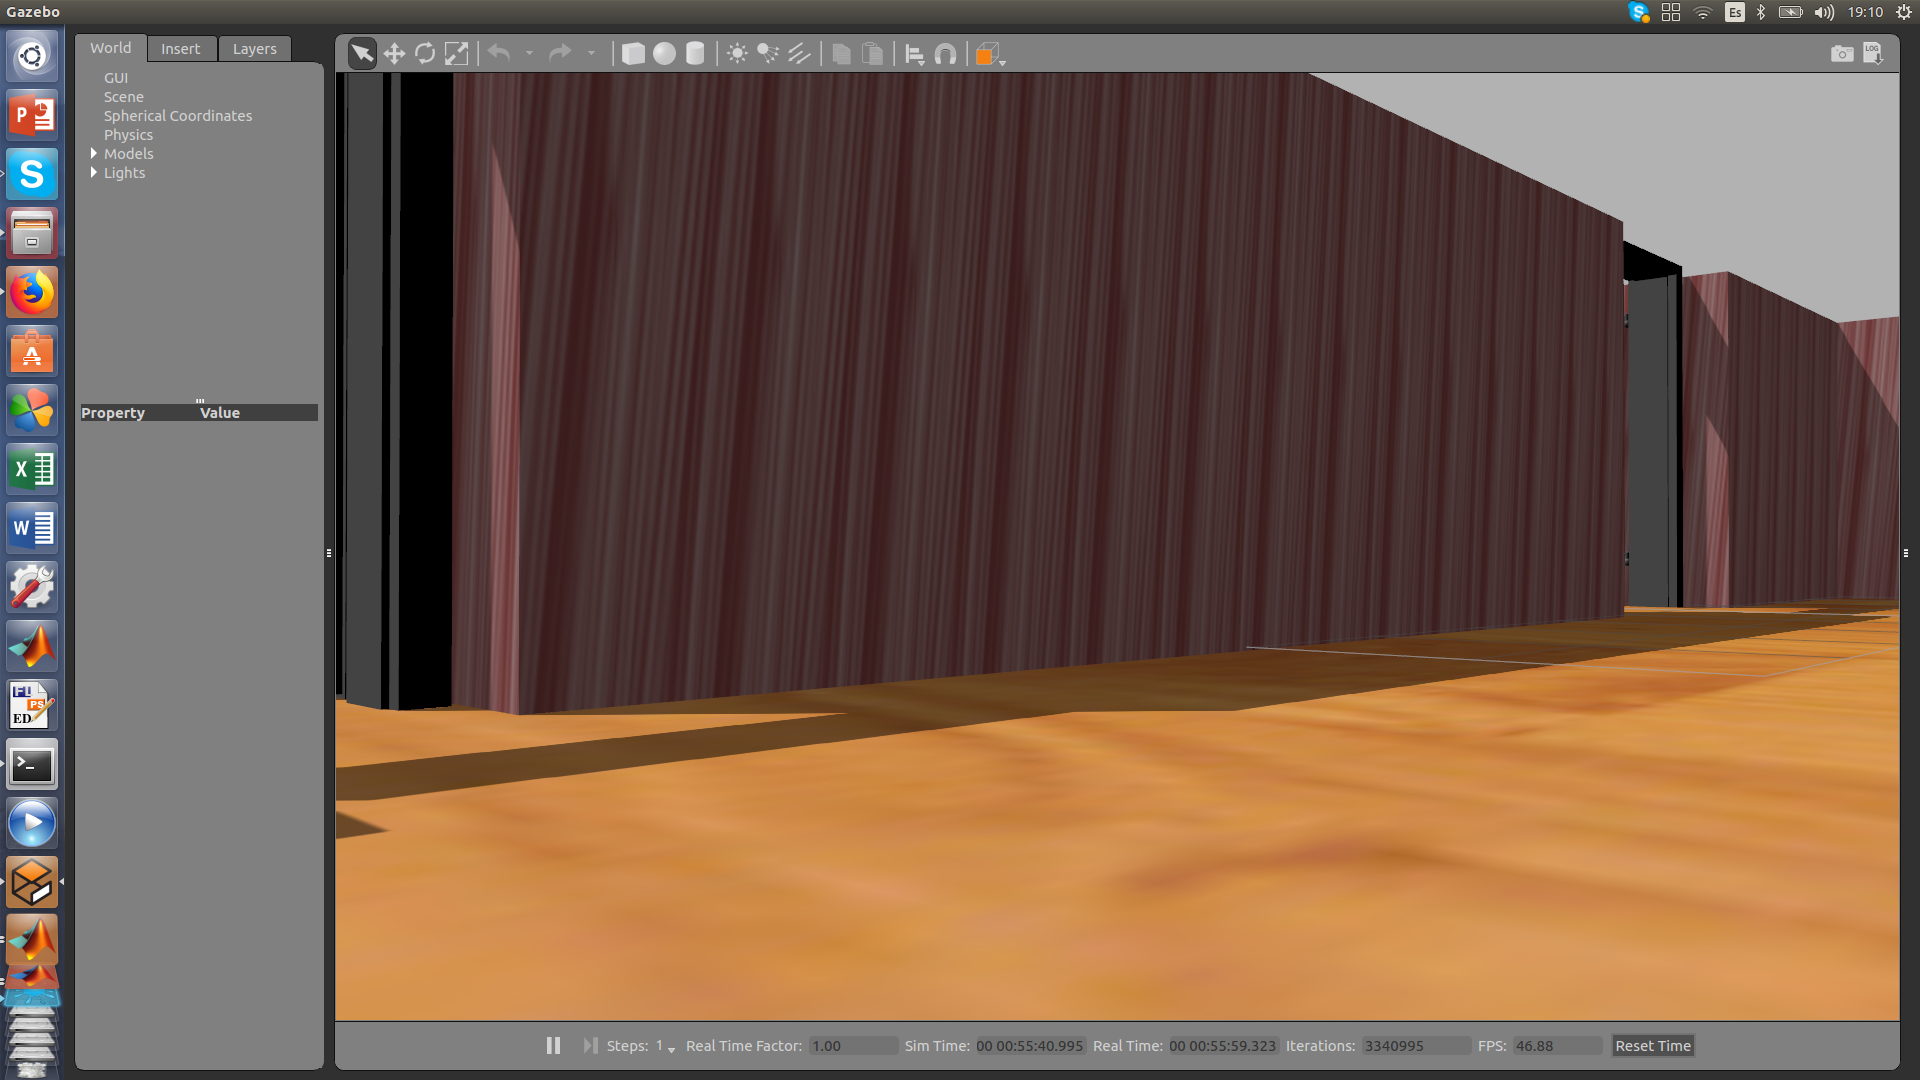 Gazebo
Es
19:10
World
Insert
Layers
LOG
GUI
Scene
Spherical Coordinates
Physics
Models
Lights
Property Value
P
S
A
X
W
ED
>_
Steps: 1 Real Time Factor: 1.00 Sim Time: 00 00:55:40.995 Real Time: 00 00:55:59.323 Iterations: 3340995 FPS: 46.88 Reset Time